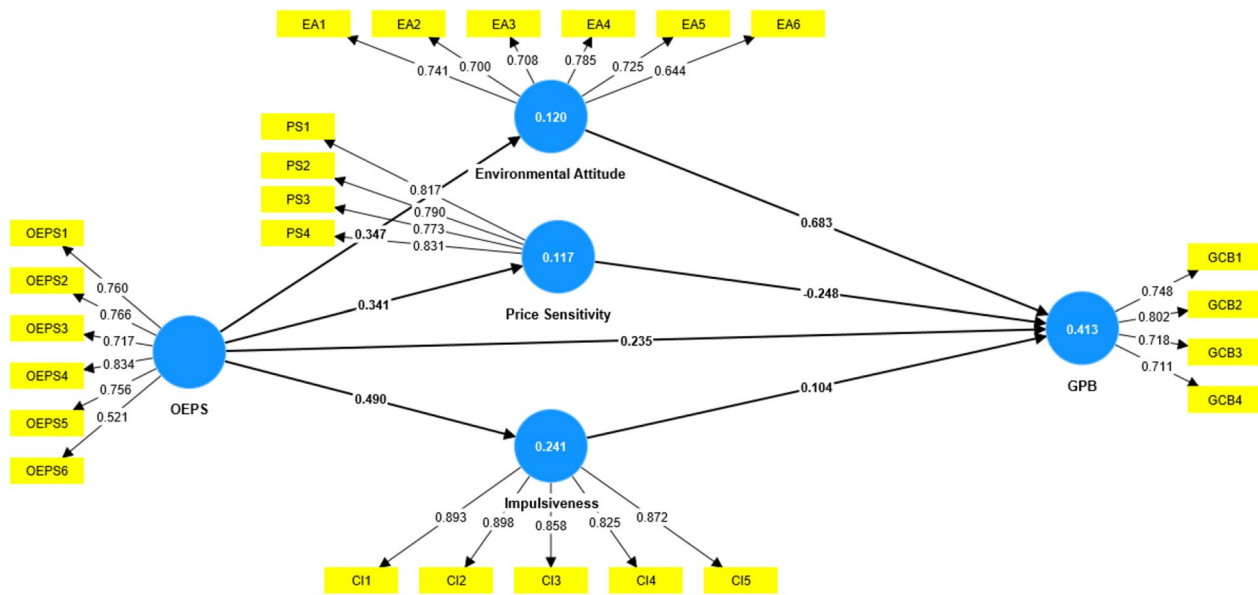 EA1
EA2
EA3
EA4
EA5
EA6
0.741
0.700
0.708
0.785
0.725
0.644
0.120
Environmental Attitude
PS1
PS2
PS3
PS4
0.817
0.790
0.773
0.831
0.347
0.117
Price Sensitivity
0.341
0.683
-0.248
0.235
0.104
OEPS1
OEPS2
OEPS3
OEPS4
OEPS5
OEPS6
0.760
0.766
0.717
0.834
0.756
0.521
OEPS
0.490
0.241
Impulsiveness
0.893
0.898
0.858
0.825
0.872
CI1
CI2
CI3
CI4
CI5
0.413
GPB
0.748
0.802
0.718
0.711
GCB1
GCB2
GCB3
GCB4